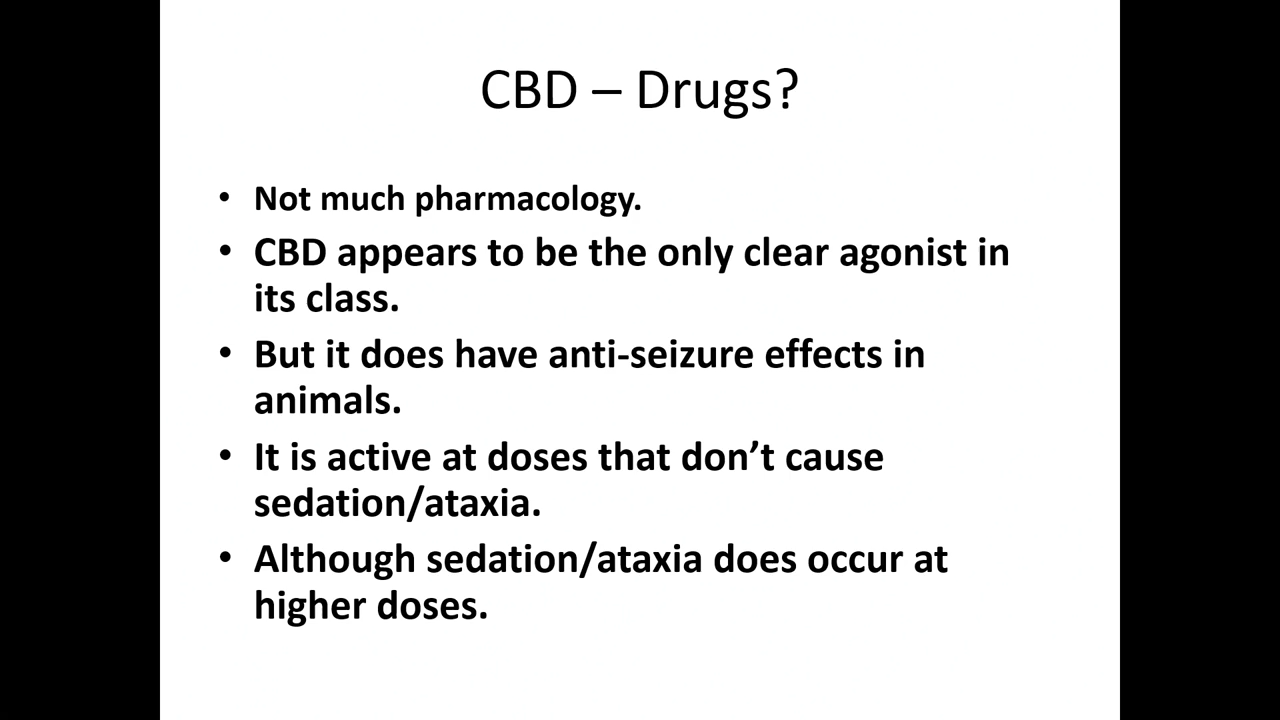 CBD – Drugs?
• Not much pharmacology.
• CBD appears to be the only clear agonist in
its class.
• But it does have anti-seizure effects in
animals.
• It is active at doses that don’t cause
sedation/ataxia.
• Although sedation/ataxia does occur at
higher doses.